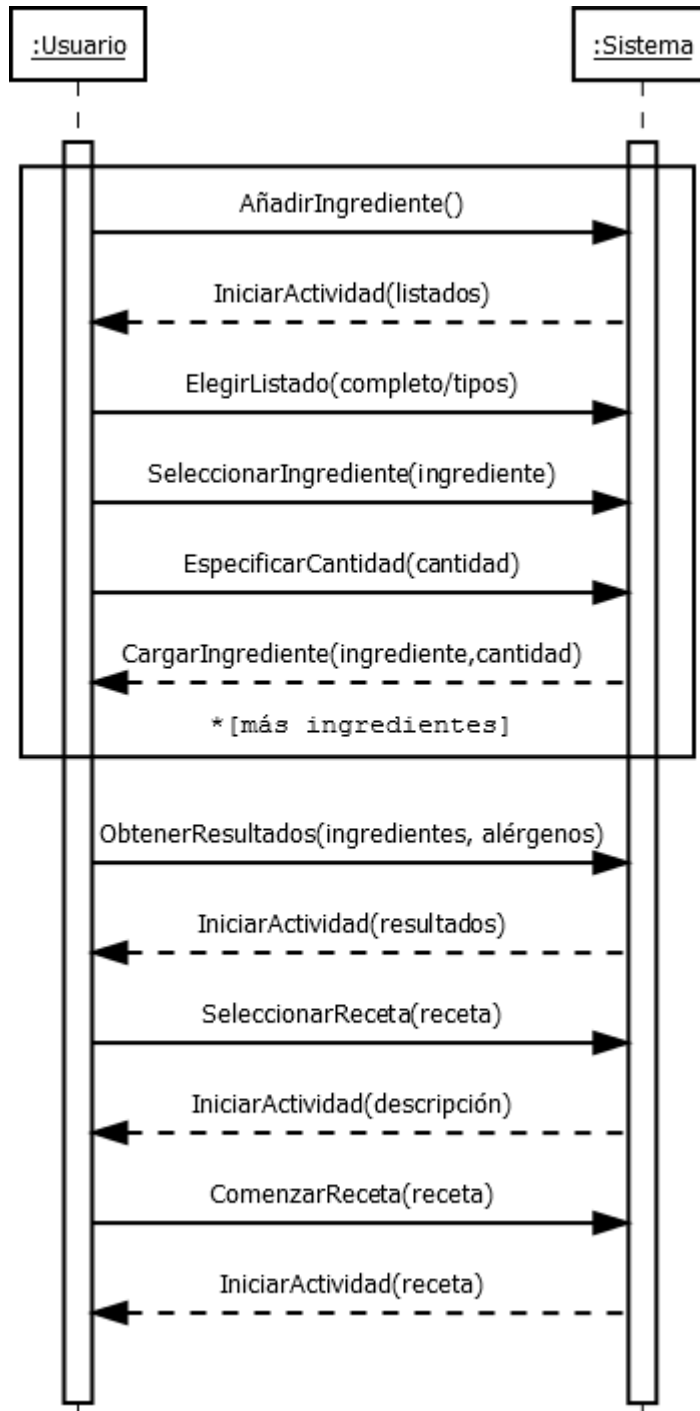 :Usuario
:Sistema
AñadirIngrediente()
IniciarActividad(listados)
ElegirListado(completo/tipos)
SeleccionarIngrediente(ingrediente)
EspecificarCantidad(cantidad)
CargarIngrediente(ingrediente,cantidad)
*[más ingredientes]
ObtenerResultados(ingredientes, alérgenos)
IniciarActividad(resultados)
SeleccionarReceta(receta)
IniciarActividad(descripción)
ComenzarReceta(receta)
IniciarActividad(receta)